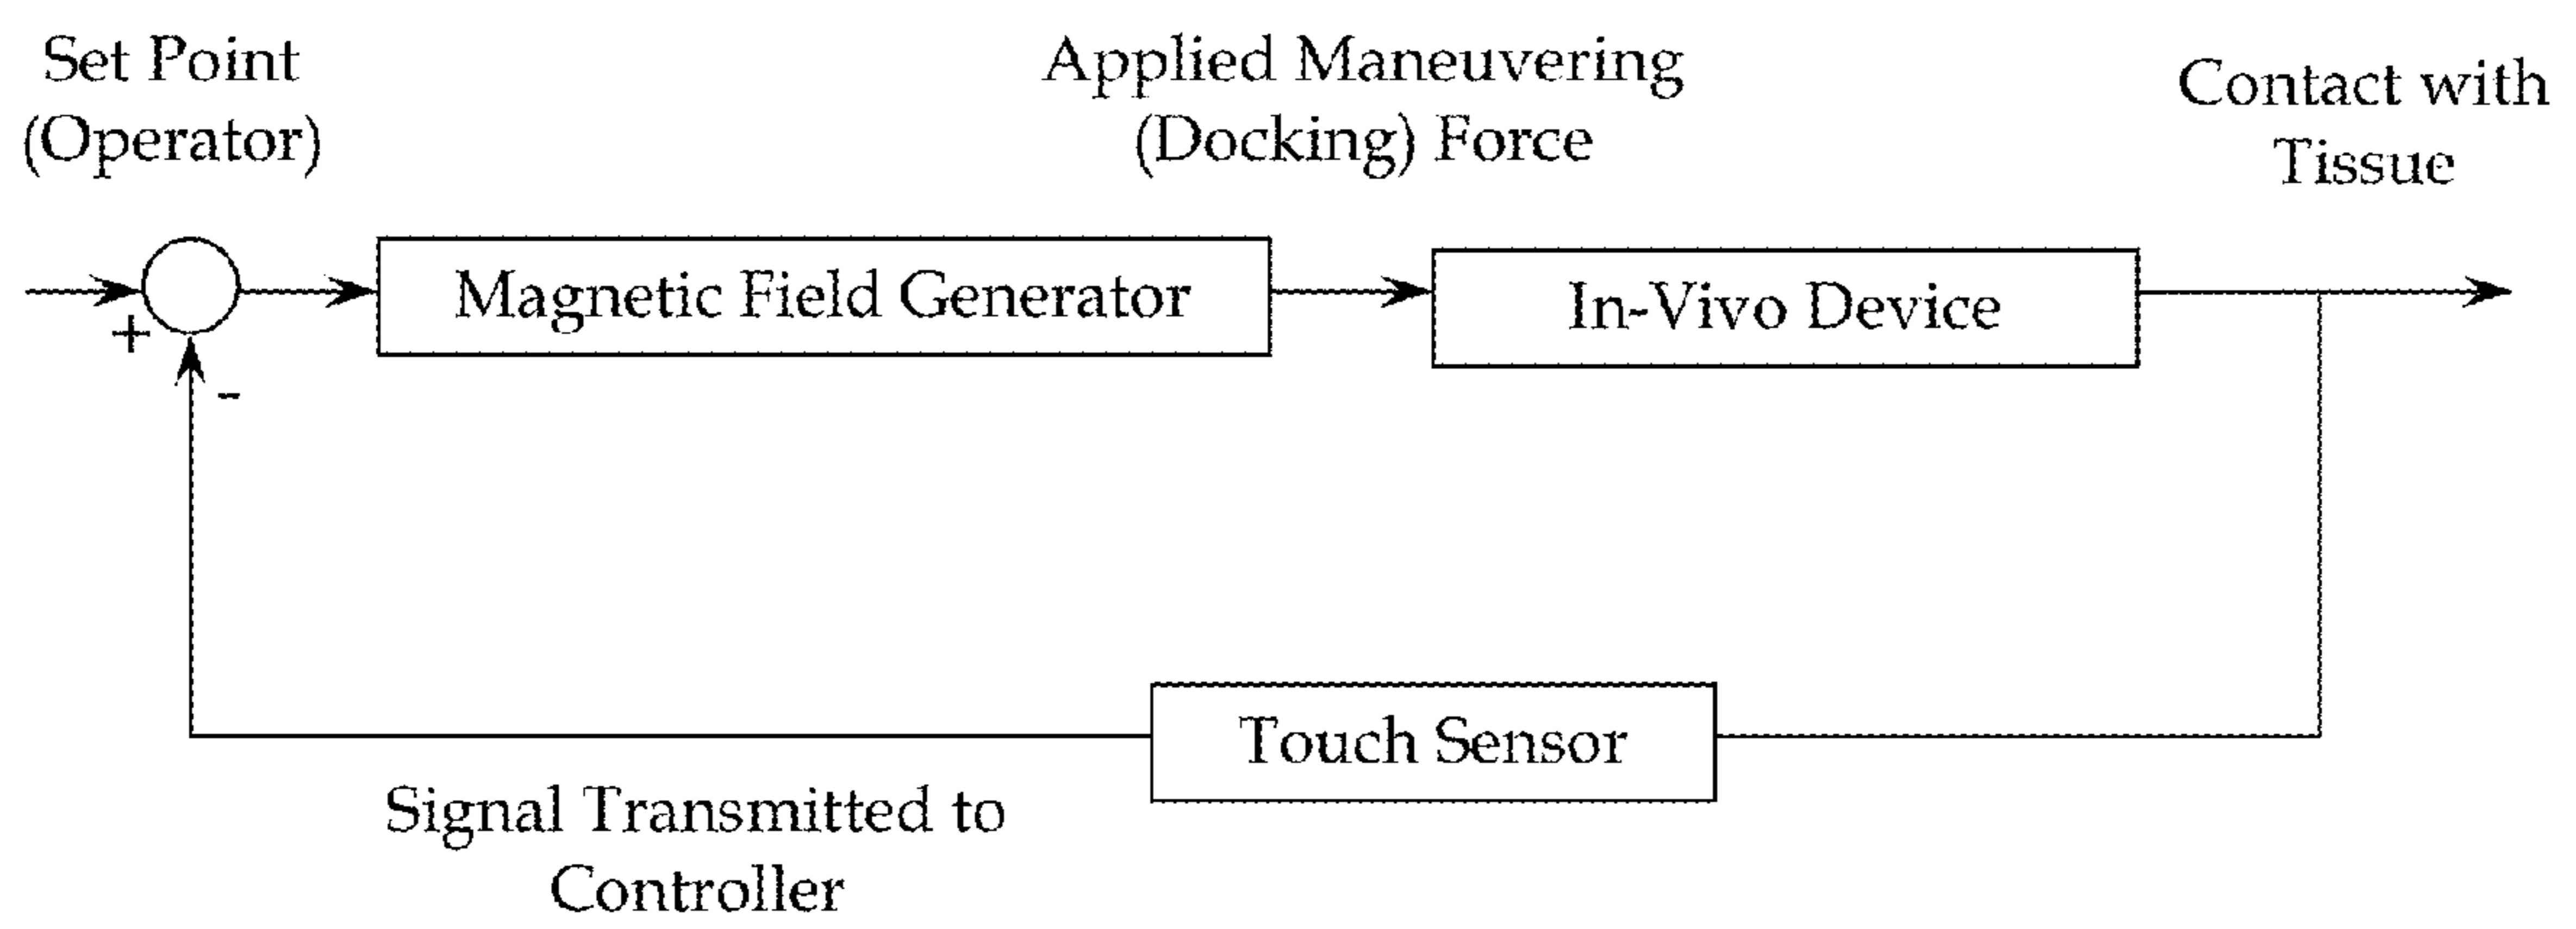 Set Point
(Operator)
Applied Maneuvering
(Docking) Force
Contact with
Tissue
Magnetic Field Generator
In-Vivo Device
+
-
Touch Sensor
Signal Transmitted to
Controller